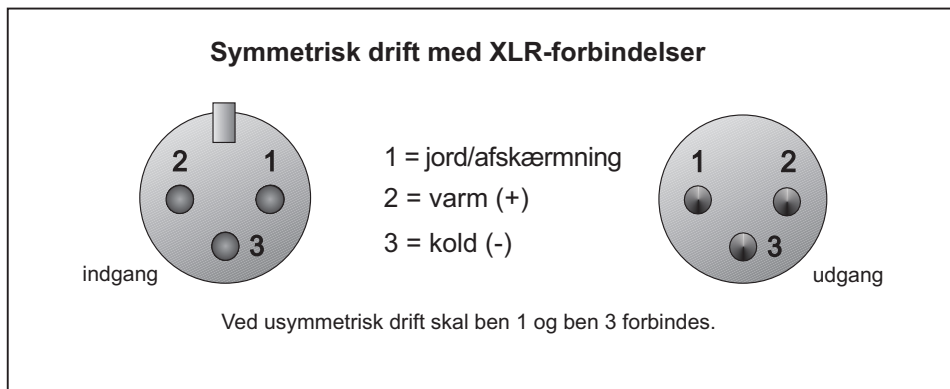 Symmetrisk drift med XLR-forbindelser
2 1
3
indgang
1 = jord/afskærmning
2 = varm (+)
3 = kold (-)
1 2
3
udgang
Ved usymmetrisk drift skal ben 1 og ben 3 forbindes.